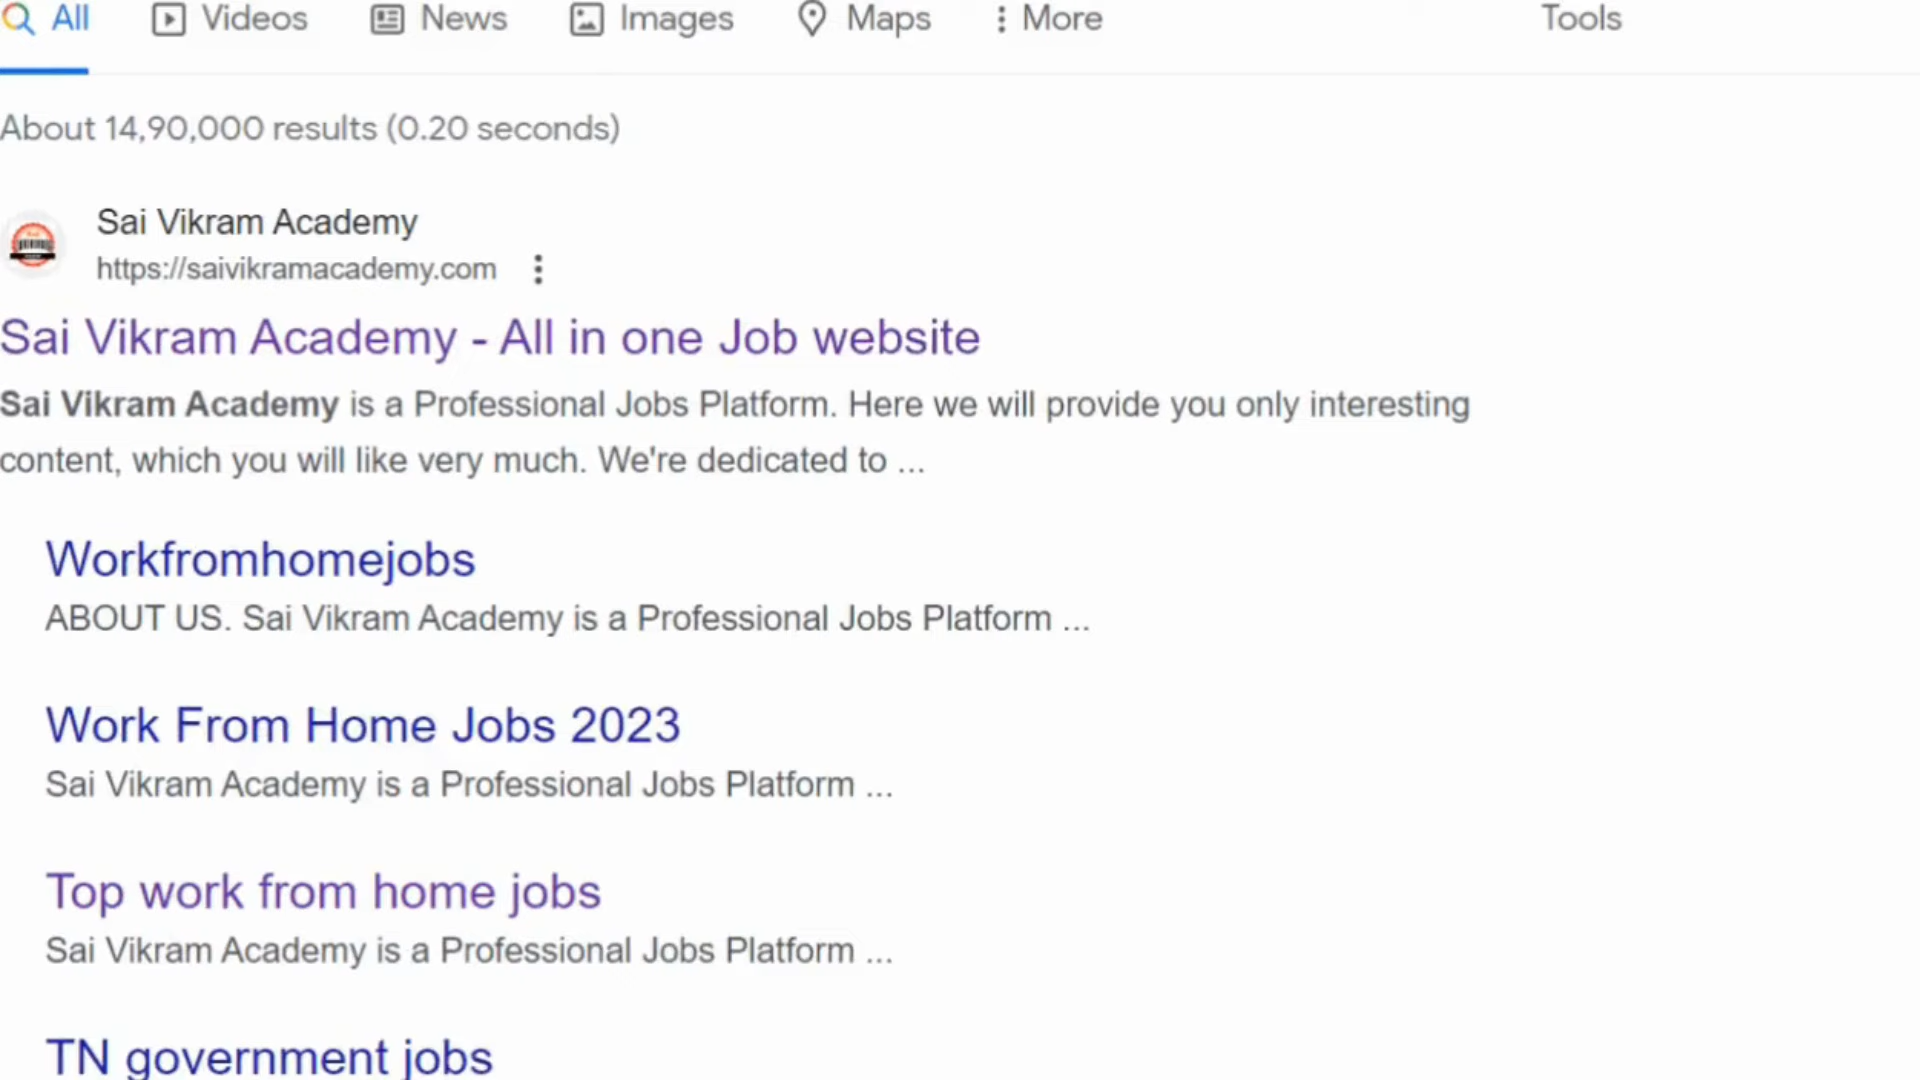 All Videos News Images Maps More Tools
About 14,90,000 results (0.20 seconds)
Sai Vikram Academy
https://saivikramacademy.com
Sai Vikram Academy - All in one Job website
Sai Vikram Academy is a Professional Jobs Platform. Here we will provide you only interesting
content, which you will like very much. We're dedicated to ...
Workfromhomejobs
ABOUT US. Sai Vikram Academy is a Professional Jobs Platform ...
Work From Home Jobs 2023
Sai Vikram Academy is a Professional Jobs Platform ...
Top work from home jobs
Sai Vikram Academy is a Professional Jobs Platform ...
TN government jobs